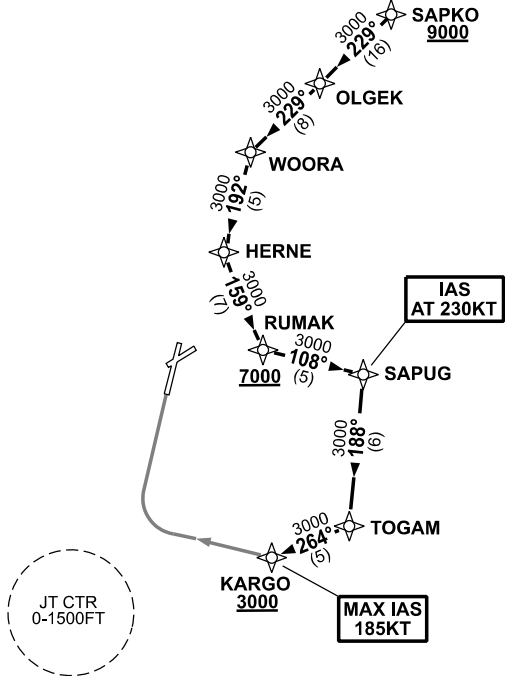 SAPKO
9000
3000
229°
(16)
OLGEK
3000
229°
(8)
WOORA
3000
192°
(5)
HERNE
3000
159°
(7)
RUMAK
7000
3000
108°
(5)
IAS
AT 230KT
SAPUG
3000
188°
(6)
TOGAM
3000
264°
(5)
KARGO
3000
MAX IAS
185KT
JT CTR
0-1500FT